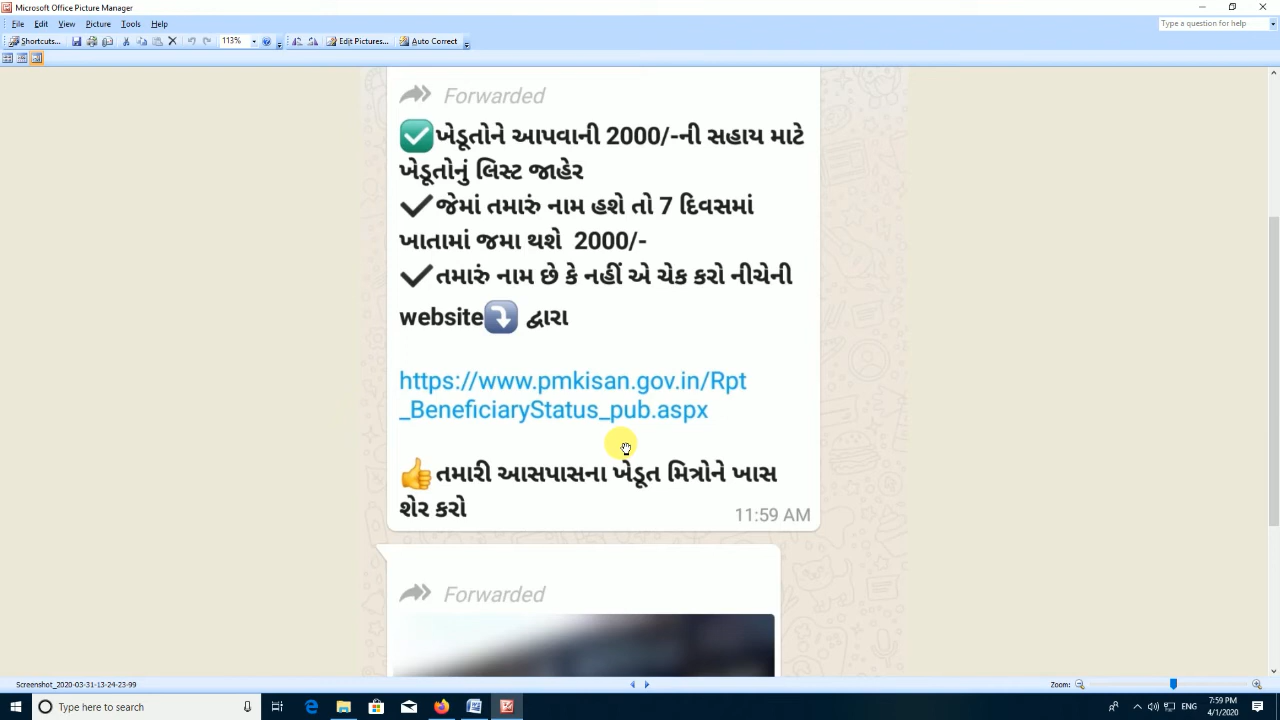 Microsoft Office Picture Manager
File Edit View Picture Tools Help
Type a question for help
Shortcuts... 113% Edit Pictures... Auto Correct
Forwarded
✅ખેડૂતોને આપવાની 2000/-ની સહાય માટે
ખેડૂતોનું લિસ્ટ જાહેર
✔જેમાં તમારું નામ હશે તો 7 દિવસમાં
ખાતામાં જમા થશે 2000/-
✔તમારું નામ છે કે નહીં એ ચેક કરો નીચેની
website⤵ દ્વારા
https://www.pmkisan.gov.in/Rpt
_BeneficiaryStatus_pub.aspx
👍તમારી આસપાસના ખેડૂત મિત્રોને ખાસ
શેર કરો
11:59 AM
Forwarded
Screenshot_2020-03-31-13-24-23-99
Zoom:
Type here to search
ENG
7:59 PM
4/1/2020